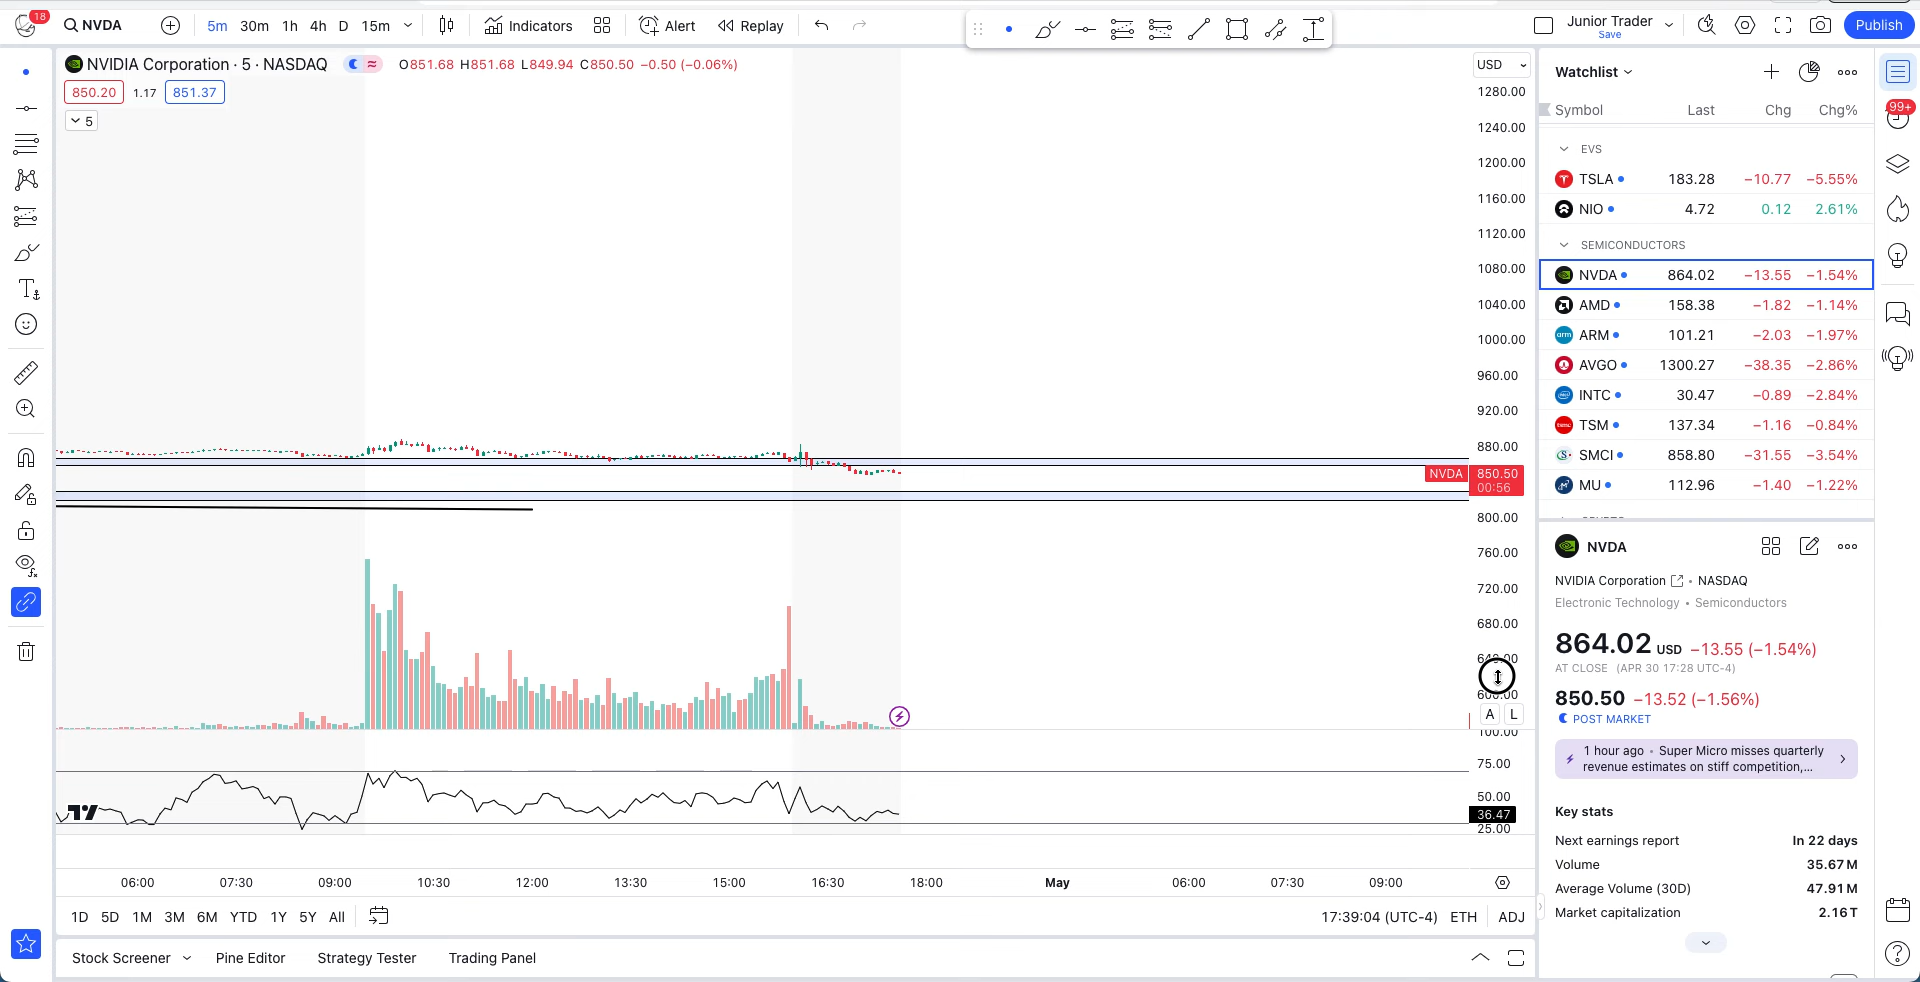 18
NVDA
5m 30m 1h 4h D 15m
Indicators
Alert
Replay
Junior Trader
Save
Publish
NVIDIA Corporation · 5 · NASDAQ
O851.68 H851.68 L849.94 C850.50 −0.50 (−0.06%)
850.20 1.17 851.37
5
USD
1280.00
1240.00
1200.00
1160.00
1120.00
1080.00
1040.00
1000.00
960.00
920.00
880.00
NVDA 850.50
00:56
800.00
760.00
720.00
680.00
A L
100.00
75.00
50.00
36.47
25.00
06:00 07:30 09:00 10:30 12:00 13:30 15:00 16:30 18:00 May 06:00 07:30 09:00
1D 5D 1M 3M 6M YTD 1Y 5Y All
17:39:04 (UTC-4) ETH ADJ
Stock Screener Pine Editor Strategy Tester Trading Panel
Watchlist
Symbol Last Chg Chg%
99+
EVS
TSLA 183.28 −10.77 −5.55%
NIO 4.72 0.12 2.61%
SEMICONDUCTORS
NVDA 864.02 −13.55 −1.54%
AMD 158.38 −1.82 −1.14%
arm ARM 101.21 −2.03 −1.97%
AVGO 1300.27 −38.35 −2.86%
INTC 30.47 −0.89 −2.84%
TSM 137.34 −1.16 −0.84%
SMCI 858.80 −31.55 −3.54%
MU 112.96 −1.40 −1.22%
NVDA
NVIDIA Corporation • NASDAQ
Electronic Technology • Semiconductors
864.02 USD −13.55 (−1.54%)
AT CLOSE (APR 30 17:28 UTC-4)
850.50 −13.52 (−1.56%)
POST MARKET
1 hour ago • Super Micro misses quarterly
revenue estimates on stiff competition,...
Key stats
Next earnings report In 22 days
Volume 35.67M
Average Volume (30D) 47.91M
Market capitalization 2.16T